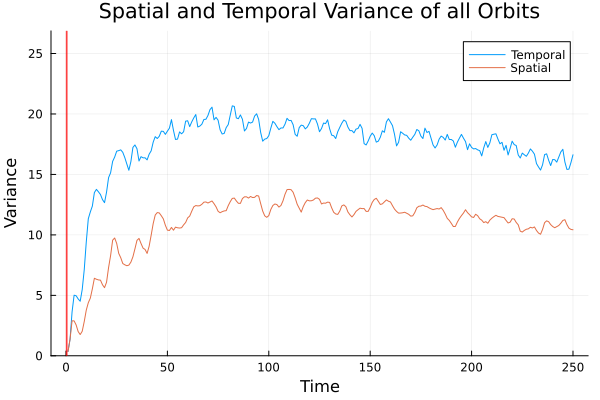 Spatial and Temporal Variance of all Orbits
Temporal
Spatial
Variance
25
20
15
10
5
0
0 50 100 150 200 250
Time